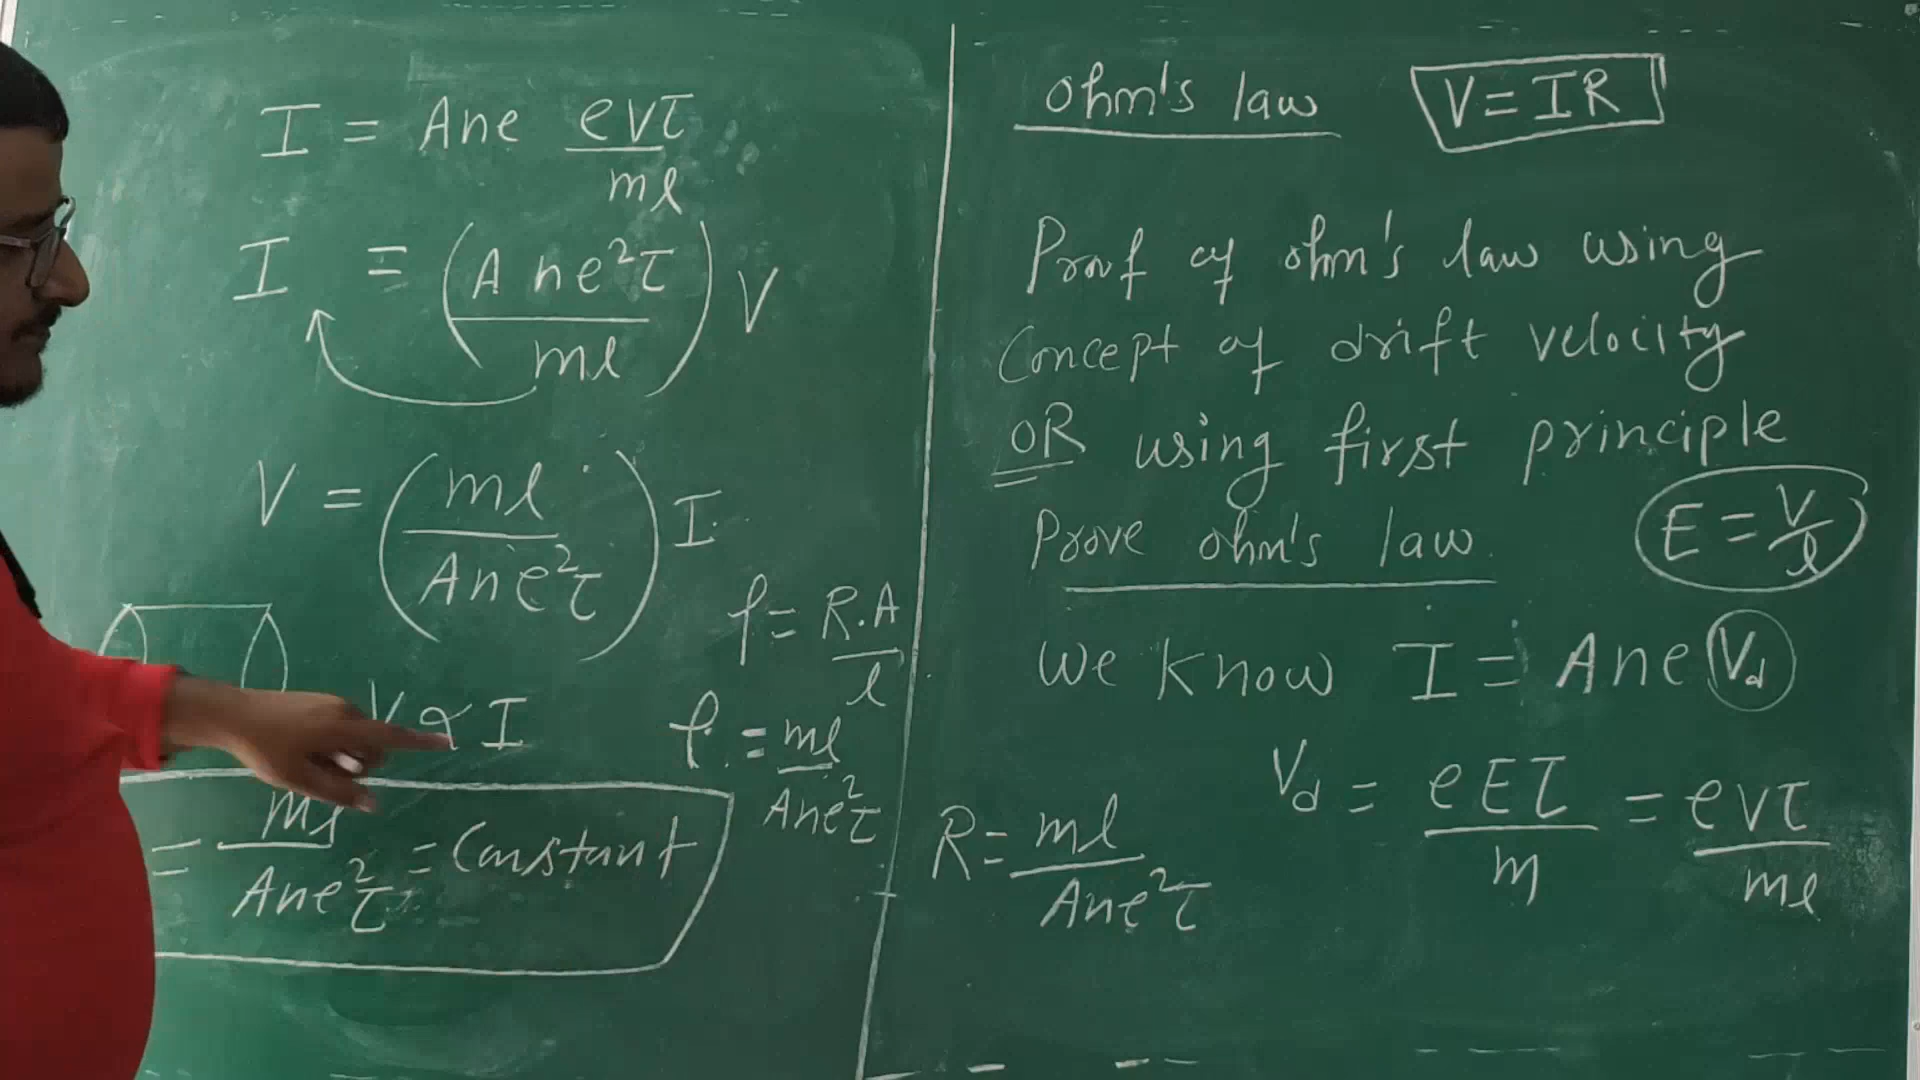 I = Ane eVτ/ml
I = (A ne²τ/ml) V
V = (ml/Ane²τ) I
V ∝ I
= ml/Ane²τ = Constant
ρ = R.A/l
ρ = ml/Ane²τ
ohm's law V = IR
Proof of ohm's law using
Concept of drift velocity
OR using first principle
Prove ohm's law.
E = V/l
We know I = Ane Vd
Vd = eEτ/m = eVτ/ml
R = ml/Ane²τ